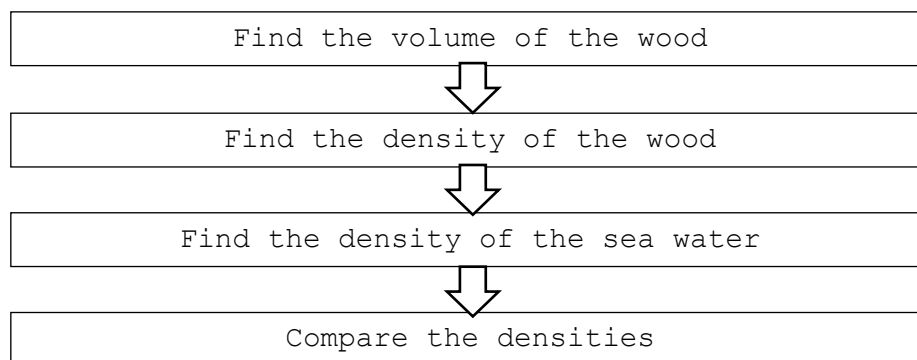 Find the volume of the wood
Find the density of the wood
Find the density of the sea water
Compare the densities